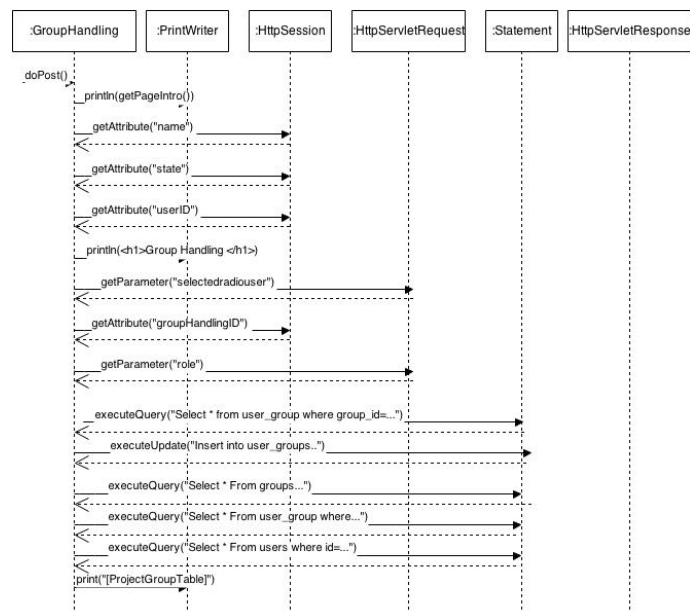 :GroupHandling :PrintWriter :HttpSession :HttpServletRequest :Statement :HttpServletResponse
doPost()
println(getPageIntro())
getAttribute("name")
getAttribute("state")
getAttribute("userID")
println(<h1>Group Handling </h1>)
getParameter("selectedradiouser")
getAttribute("groupHandlingID")
getParameter("role")
executeQuery("Select * from user_group where group_id=...")
executeUpdate("Insert into user_groups..")
executeQuery("Select * From groups...")
executeQuery("Select * From user_group where...")
executeQuery("Select * From users where id=...")
print("[ProjectGroupTable]")